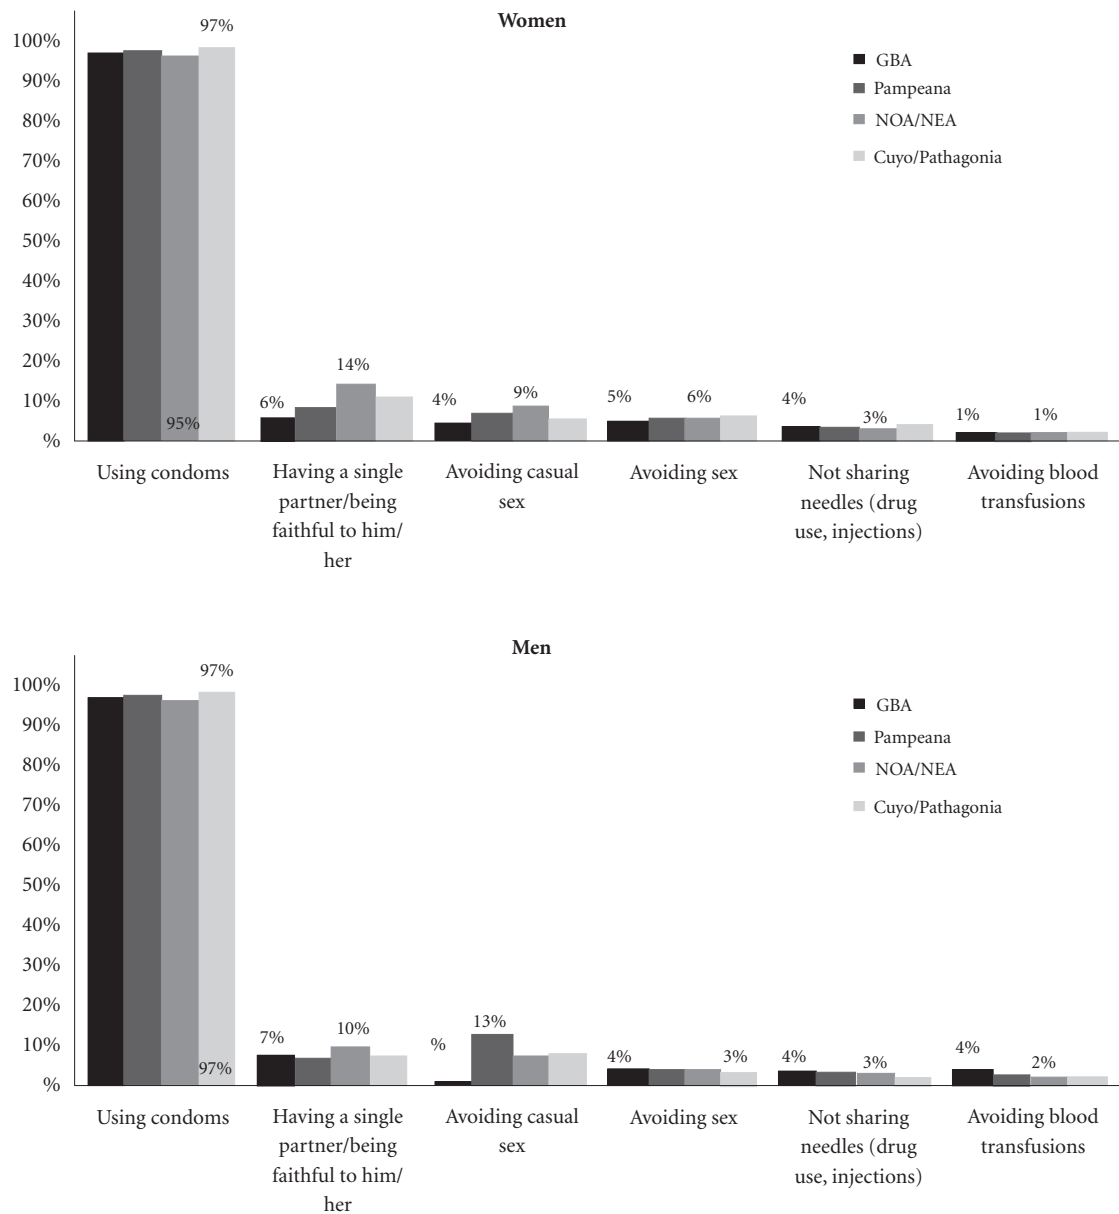 Women
97%
100%
90%
80%
70%
60%
50%
40%
30%
20%
10%
%
GBA
Pampeana
NOA/NEA
Cuyo/Pathagonia
95%
6%
14%
4%
9%
5%
6%
4%
3%
1%
1%
Using condoms
Having a single
partner/being
faithful to him/
her
Avoiding casual
sex
Avoiding sex
Not sharing
needles (drug
use, injections)
Avoiding blood
transfusions
Men
97%
100%
90%
80%
70%
60%
50%
40%
30%
20%
10%
%
GBA
Pampeana
NOA/NEA
Cuyo/Pathagonia
97%
7%
10%
%
13%
4%
3%
4%
3%
4%
2%
Using condoms
Having a single
partner/being
faithful to him/
her
Avoiding casual
sex
Avoiding sex
Not sharing
needles (drug
use, injections)
Avoiding blood
transfusions